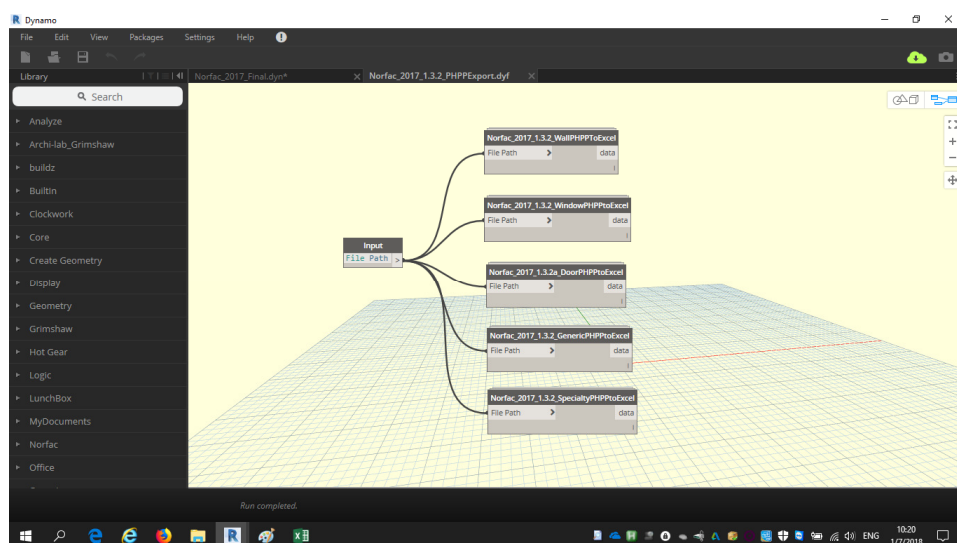 Dynamo
File Edit View Packages Settings Help
Library
Norfac_2017_Final.dyn*
Norfac_2017_1.3.2_PHPPExport.dyf
Search
Analyze
Archi-lab_Grimshaw
buildz
Builtin
Clockwork
Core
Create Geometry
Display
Geometry
Grimshaw
Hot Gear
Logic
LunchBox
MyDocuments
Norfac
Office
Input
File Path >
Norfac_2017_1.3.2_WallPHPPToExcel
File Path > data
Norfac_2017_1.3.2_WindowPHPPtoExcel
File Path > data
Norfac_2017_1.3.2a_DoorPHPPtoExcel
File Path > data
Norfac_2017_1.3.2_GenericPHPPtoExcel
File Path > data
Norfac_2017_1.3.2_SpecialtyPHPPtoExcel
File Path > data
Run completed.
ENG
10:20
1/7/2018